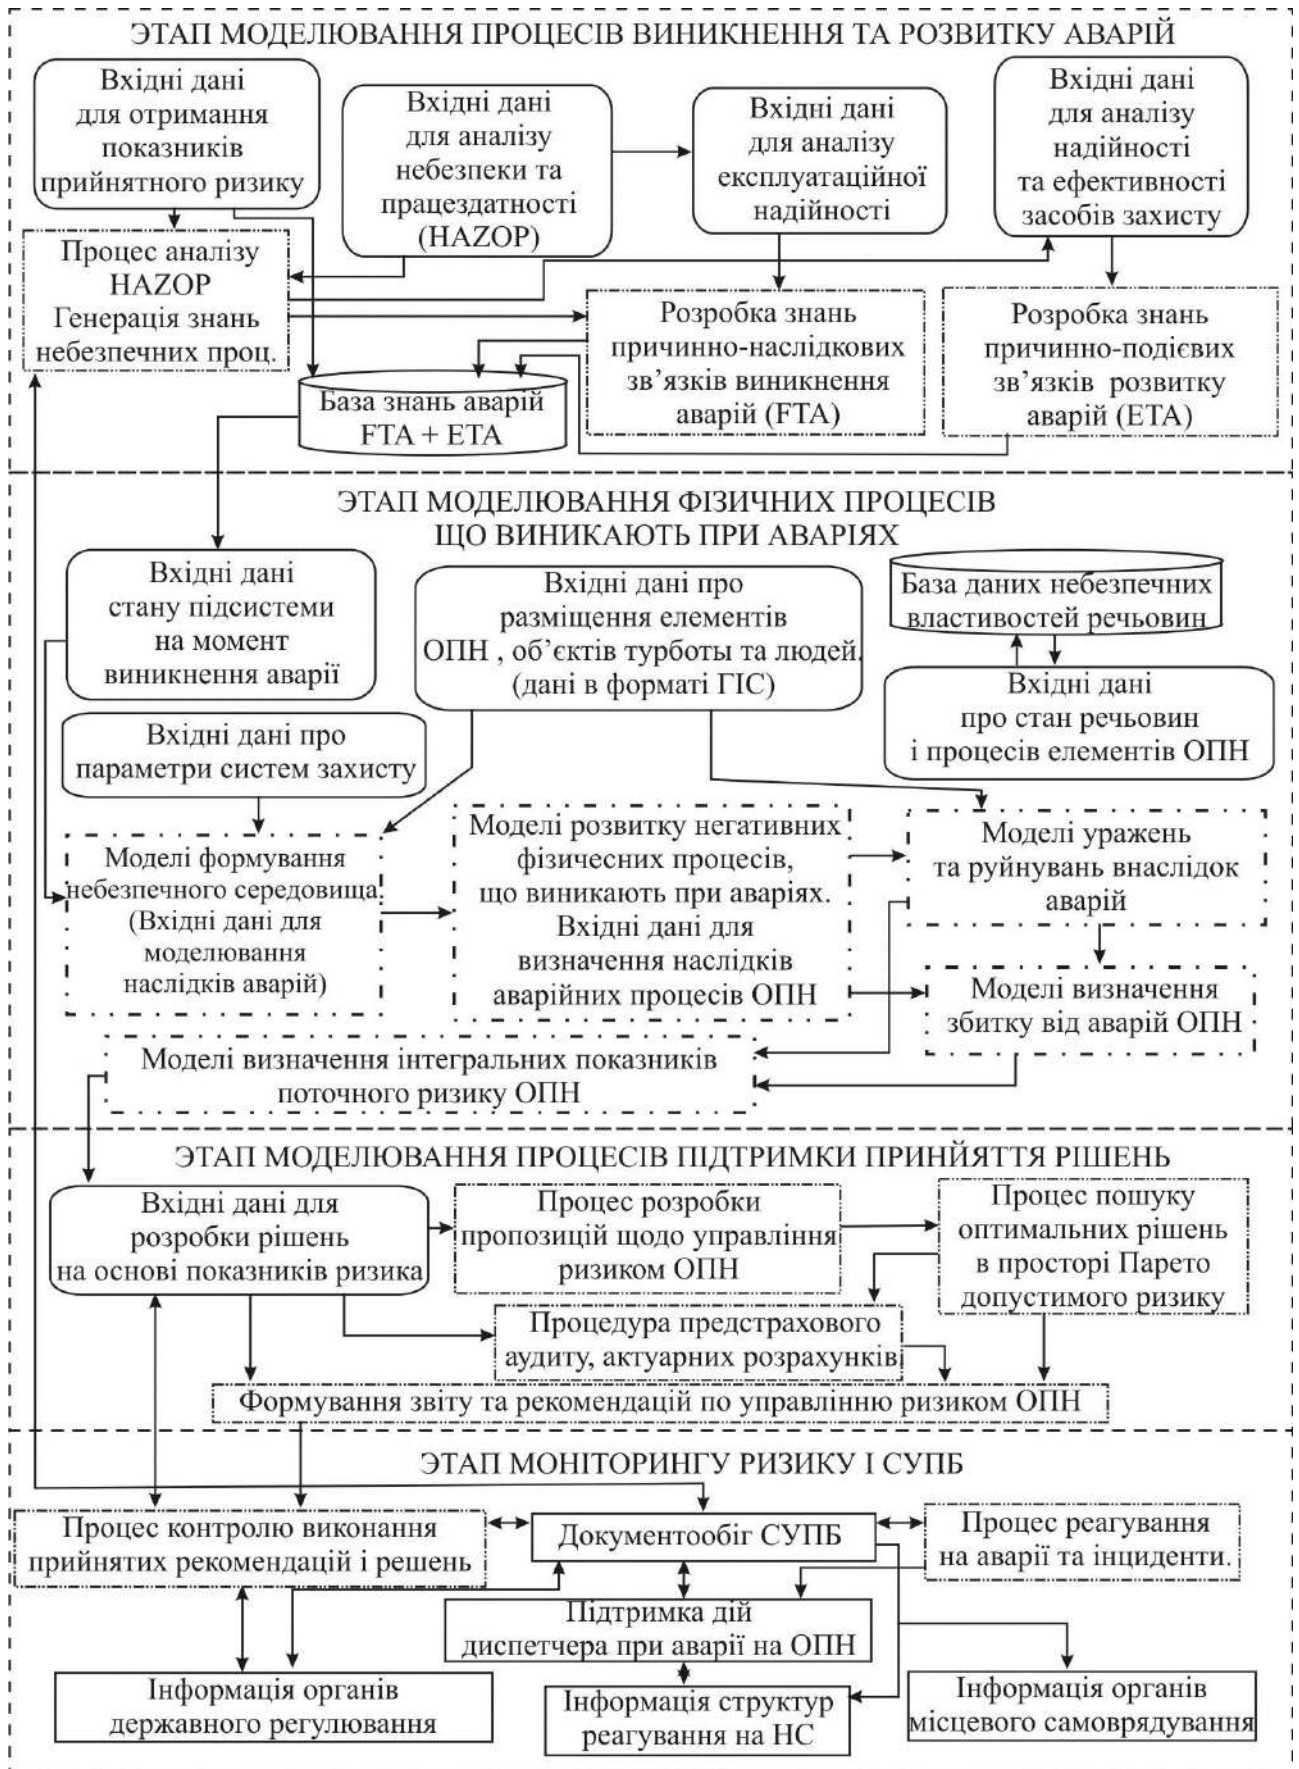 ЭТАП МОДЕЛЮВАННЯ ПРОЦЕСІВ ВИНИКНЕННЯ ТА РОЗВИТКУ АВАРІЙ
Вхідні дані
для отримання
показників
прийнятного ризику
Вхідні дані
для аналізу
небезпеки та
працездатності
(HAZOP)
Вхідні дані
для аналізу
експлуатаційної
надійності
Вхідні дані
для аналізу
надійності
та ефективності
засобів захисту
Процес аналізу
HAZOP
Генерація знань
небезпечних проц.
Розробка знань
причинно-наслідкових
зв’язків виникнення
аварій (FTA)
Розробка знань
причинно-подієвих
зв’язків розвитку
аварій (ETA)
База знань аварій
FTA + ETA
ЭТАП МОДЕЛЮВАННЯ ФІЗИЧНИХ ПРОЦЕСІВ
ЩО ВИНИКАЮТЬ ПРИ АВАРІЯХ
Вхідні дані
стану підсистеми
на момент
виникнення аварії
Вхідні дані про
разміщення елементів
ОПН , об’єктів турботы та людей.
(дані в форматі ГІС)
База даних небезпечних
властивостей речьовин
Вхідні дані
про стан речьовин
і процесів елементів ОПН
Вхідні дані про
параметри систем захисту
Моделі формування
небезпечного середовища.
(Вхідні дані для
моделювання
наслідків аварій)
Моделі розвитку негативних
фізичесних процесів,
що виникають при аваріях.
Вхідні дані для
визначення наслідків
аварійних процесів ОПН
Моделі уражень
та руйнувань внаслідок
аварій
Моделі визначення
збитку від аварій ОПН
Моделі визначення інтегральних показників
поточного ризику ОПН
ЭТАП МОДЕЛЮВАННЯ ПРОЦЕСІВ ПІДТРИМКИ ПРИНЙЯТТЯ РІШЕНЬ
Вхідні дані для
розробки рішень
на основі показників ризика
Процес розробки
пропозицій щодо управління
ризиком ОПН
Процес пошуку
оптимальних рішень
в просторі Парето
допустимого ризику
Процедура предстрахового
аудиту, актуарних розрахунків
Формування звіту та рекомендацій по управлінню ризиком ОПН
ЭТАП МОНІТОРИНГУ РИЗИКУ І СУПБ
Процес контролю виконання
прийнятих рекомендацій і решень
Документообіг СУПБ
Процес реагування
на аварії та інциденти.
Підтримка дій
диспетчера при аварії на ОПН
Інформація органів
державного регулювання
Інформація структур
реагування на НС
Інформація органів
місцевого самоврядування